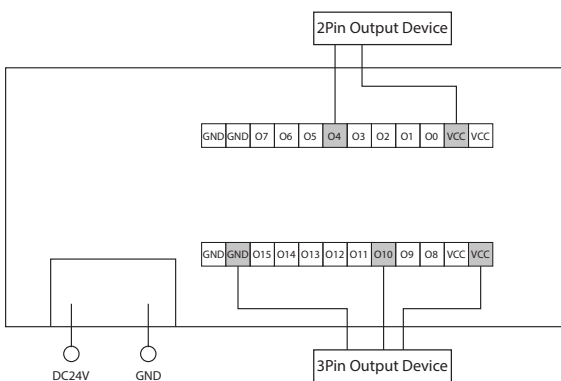 2Pin Output Device
GND GND O7 O6 O5 O4 O3 O2 O1 O0 VCC VCC
GND GND O15 O14 O13 O12 O11 O10 O9 O8 VCC VCC
DC24V GND
3Pin Output Device